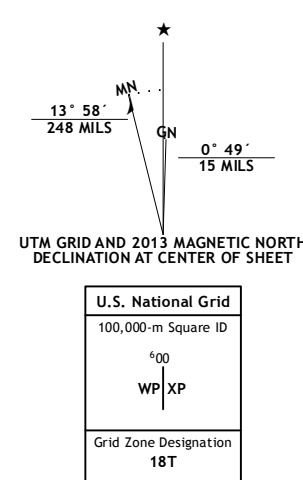 ★
MN
GN
13° 58´
248 MILS
0° 49´
15 MILS
UTM GRID AND 2013 MAGNETIC NORTH
DECLINATION AT CENTER OF SHEET
U.S. National Grid
100,000-m Square ID
⁶00
WP XP
Grid Zone Designation
18T